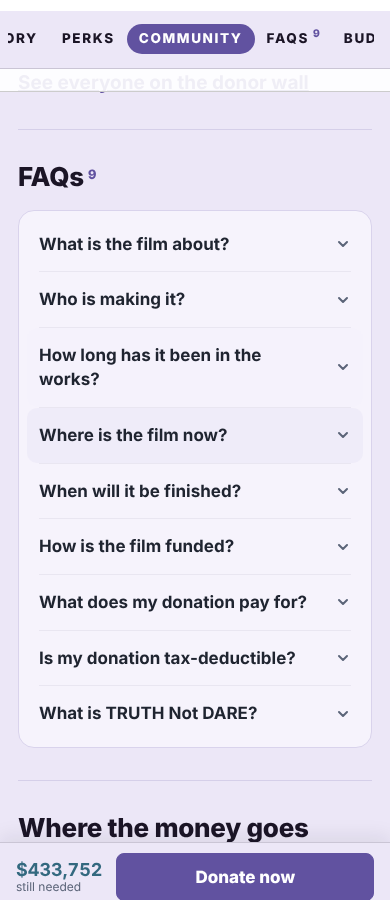 ORY PERKS COMMUNITY FAQS 9 BUD
See everyone on the donor wall
FAQs 9
What is the film about?
Who is making it?
How long has it been in the
works?
Where is the film now?
When will it be finished?
How is the film funded?
What does my donation pay for?
Is my donation tax-deductible?
What is TRUTH Not DARE?
Where the money goes
$433,752
still needed
Donate now